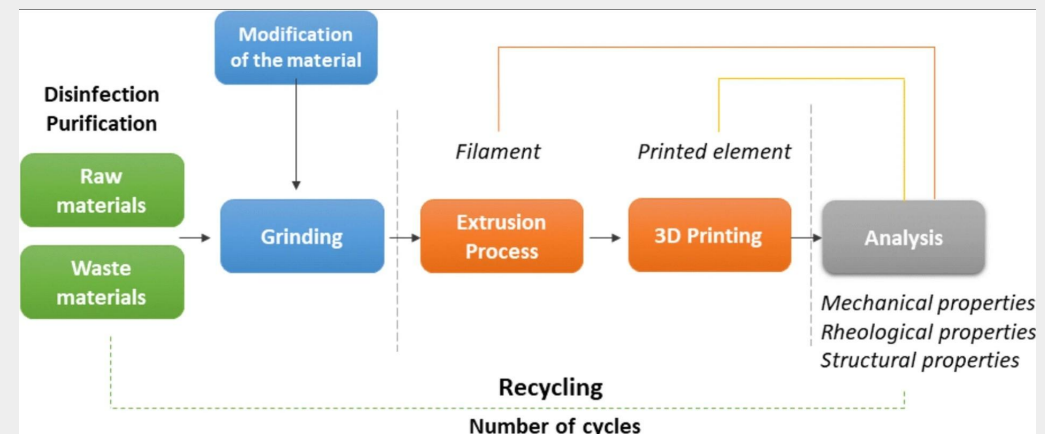 Modification
of the material
Disinfection
Purification
Raw
materials
Waste
materials
Grinding
Filament
Extrusion
Process
Printed element
3D Printing
Analysis
Mechanical properties
Rheological properties
Structural properties
Recycling
Number of cycles